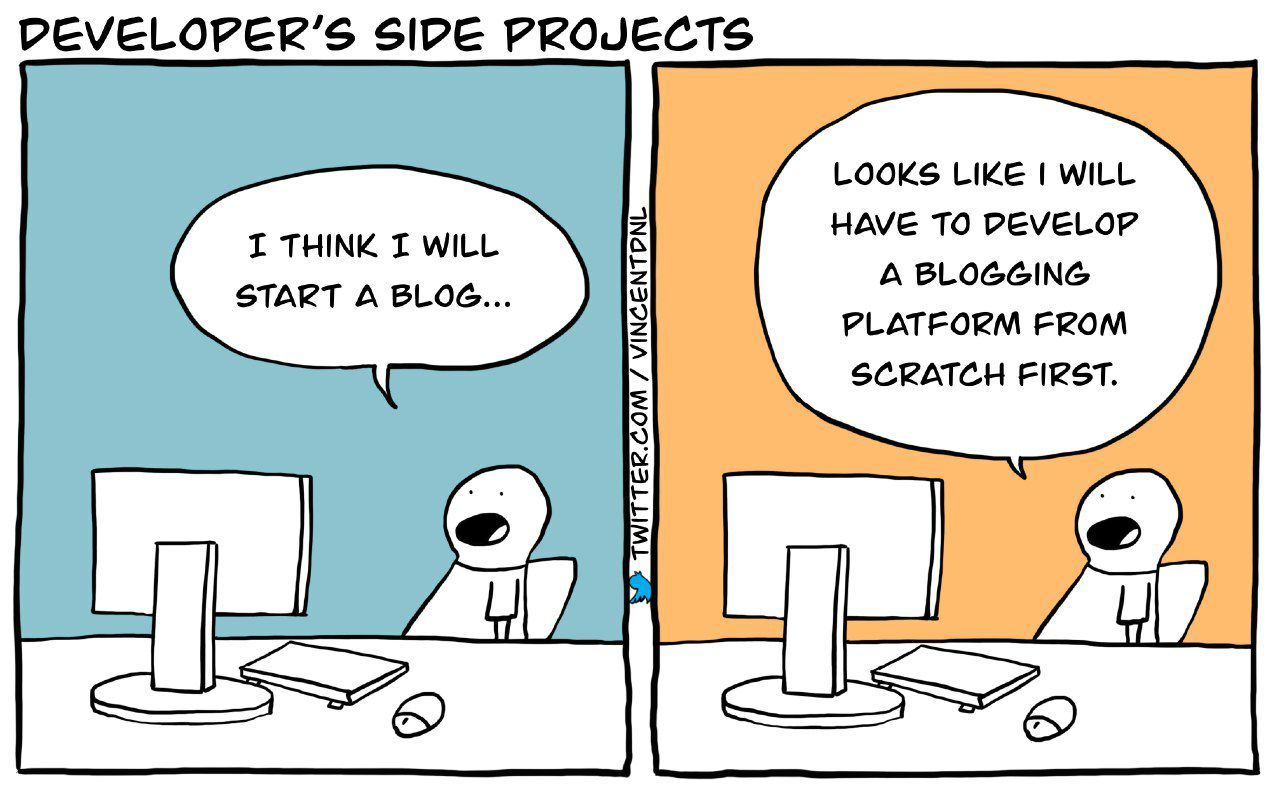 DEVELOPER'S SIDE PROJECTS
I THINK I WILL
START A BLOG...
TWITTER.COM / VINCENTDNL
LOOKS LIKE I WILL
HAVE TO DEVELOP
A BLOGGING
PLATFORM FROM
SCRATCH FIRST.